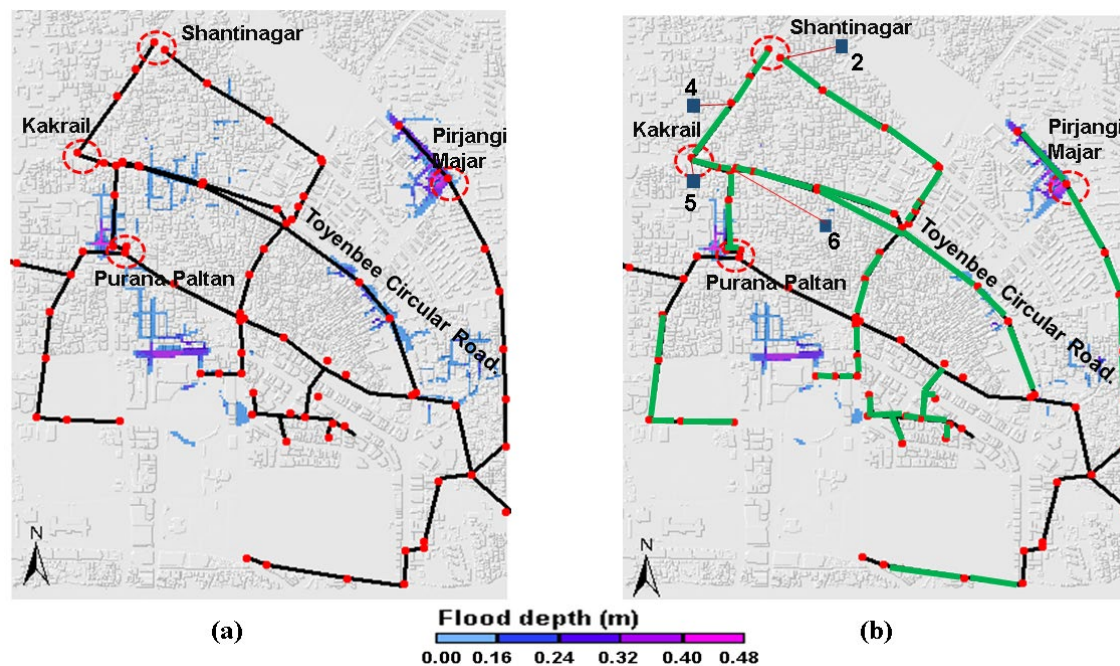 Shantinagar
Kakrail
Pirjangi
Majar
Toyenbee Circular Road.
Purana Paltan
N
(a)
Shantinagar
2
4
Kakrail
Pirjangi
Majar
5
6
Toyenbee Circular Road.
Purana Paltan
N
(b)
Flood depth (m)
0.00 0.16 0.24 0.32 0.40 0.48